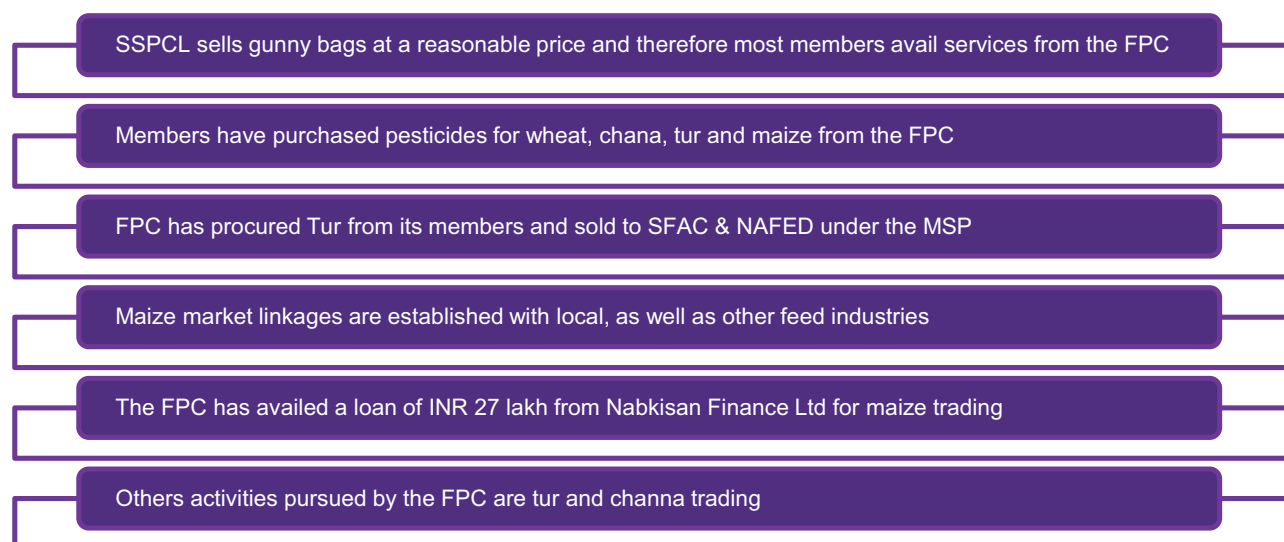 SSPCL sells gunny bags at a reasonable price and therefore most members avail services from the FPC
Members have purchased pesticides for wheat, chana, tur and maize from the FPC
FPC has procured Tur from its members and sold to SFAC & NAFED under the MSP
Maize market linkages are established with local, as well as other feed industries
The FPC has availed a loan of INR 27 lakh from Nabkisan Finance Ltd for maize trading
Others activities pursued by the FPC are tur and channa trading